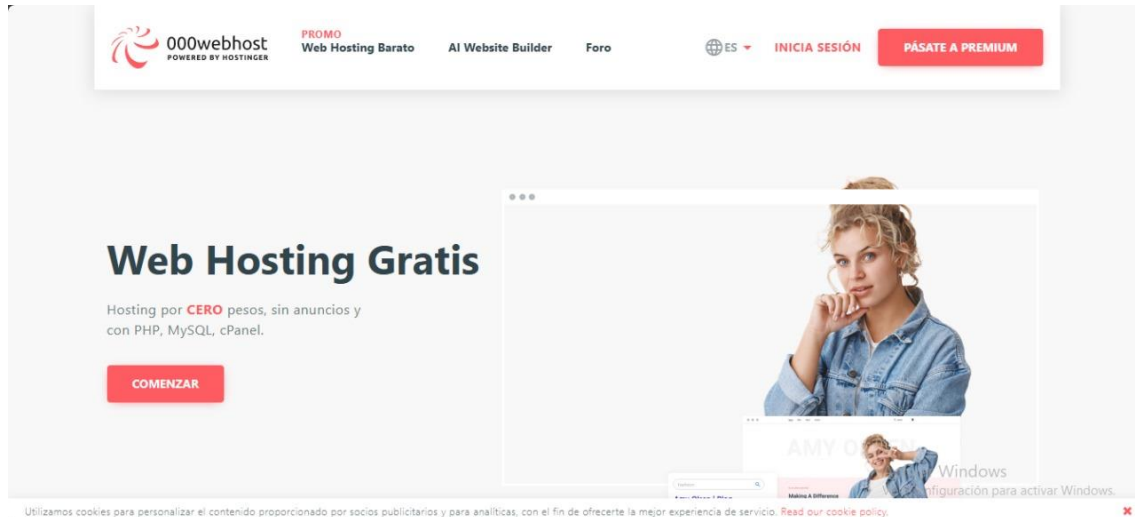 000webhost
POWERED BY HOSTINGER
PROMO
Web Hosting Barato
AI Website Builder
Foro
ES
INICIA SESIÓN
PÁSATE A PREMIUM
Web Hosting Gratis
Hosting por CERO pesos, sin anuncios y
con PHP, MySQL, cPanel.
COMENZAR
AMY
Making A Difference
Windows
para activar Windows.
Utilizamos cookies para personalizar el contenido proporcionado por socios publicitarios y para analíticas, con el fin de ofrecerte la mejor experiencia de servicio. Read our cookie policy.